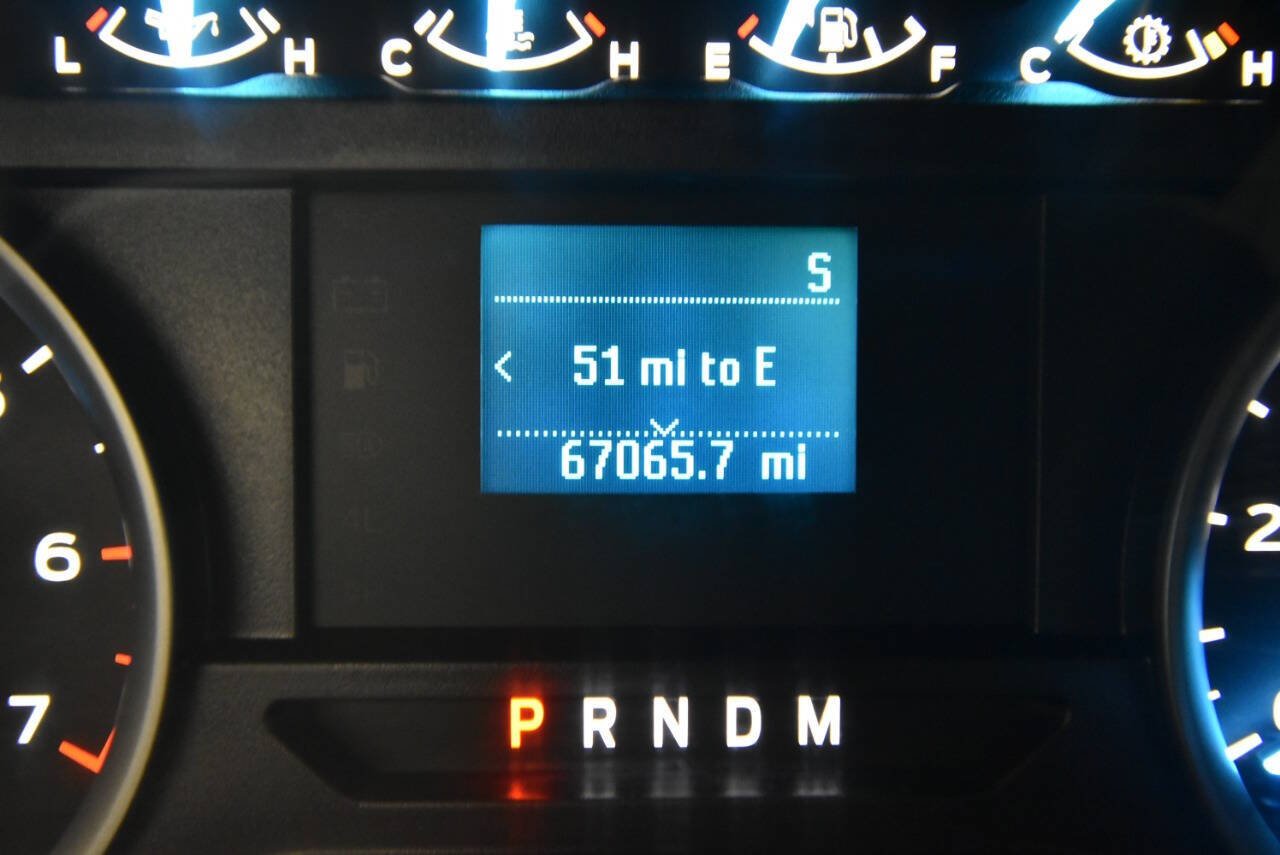 L H C H E F C H
S
51 mi to E
67065.7 mi
6
7
2
P R N D M